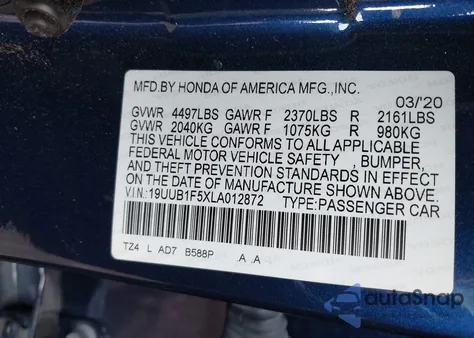 MFD.BY HONDA OF AMERICA MFG.,INC.
03/20
GVWR 4497LBS GAWR F 2370LBS R 2161LBS
GVWR 2040KG GAWR F 1075KG R 980KG
THIS VEHICLE CONFORMS TO ALL APPLICABLE
FEDERAL MOTOR VEHICLE SAFETY , BUMPER,
AND THEFT PREVENTION STANDARDS IN EFFECT
ON THE DATE OF MANUFACTURE SHOWN ABOVE.
V.I.N:19UUB1F5XLA012872 TYPE:PASSENGER CAR
TZ4 L AD7 B588P .A .A
autoSnap